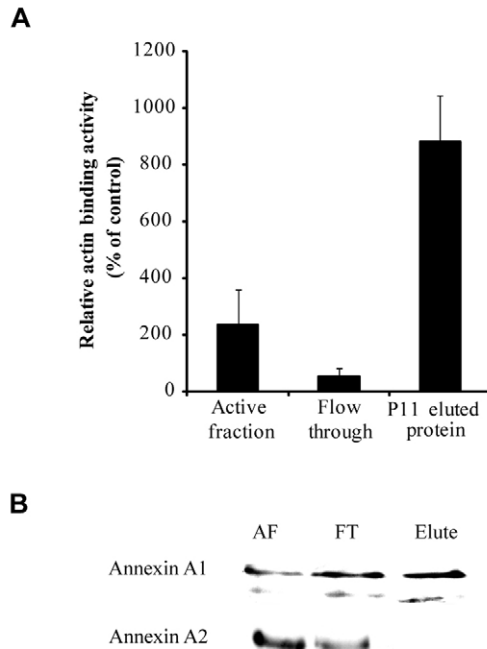 A
Relative actin binding activity
(% of control)
1200
1000
800
600
400
200
0
Active
fraction
Flow
through
P11 eluted
protein
B
AF FT Elute
Annexin A1
Annexin A2